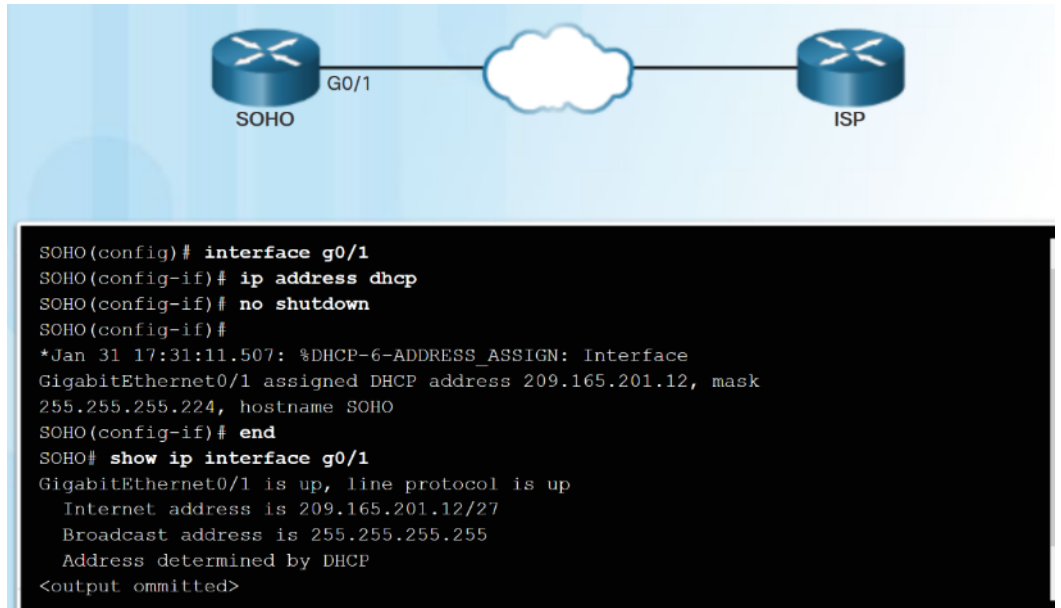 G0/1
SOHO
ISP
SOHO(config)# interface g0/1
SOHO(config-if)# ip address dhcp
SOHO(config-if)# no shutdown
SOHO(config-if)#
*Jan 31 17:31:11.507: %DHCP-6-ADDRESS_ASSIGN: Interface
GigabitEthernet0/1 assigned DHCP address 209.165.201.12, mask
255.255.255.224, hostname SOHO
SOHO(config-if)# end
SOHO# show ip interface g0/1
GigabitEthernet0/1 is up, line protocol is up
Internet address is 209.165.201.12/27
Broadcast address is 255.255.255.255
Address determined by DHCP
<output ommitted>